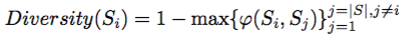 Diversity(S_i) = 1 − max{φ(S_i, S_j)}_{j=1}^{j=|S|,j≠i}